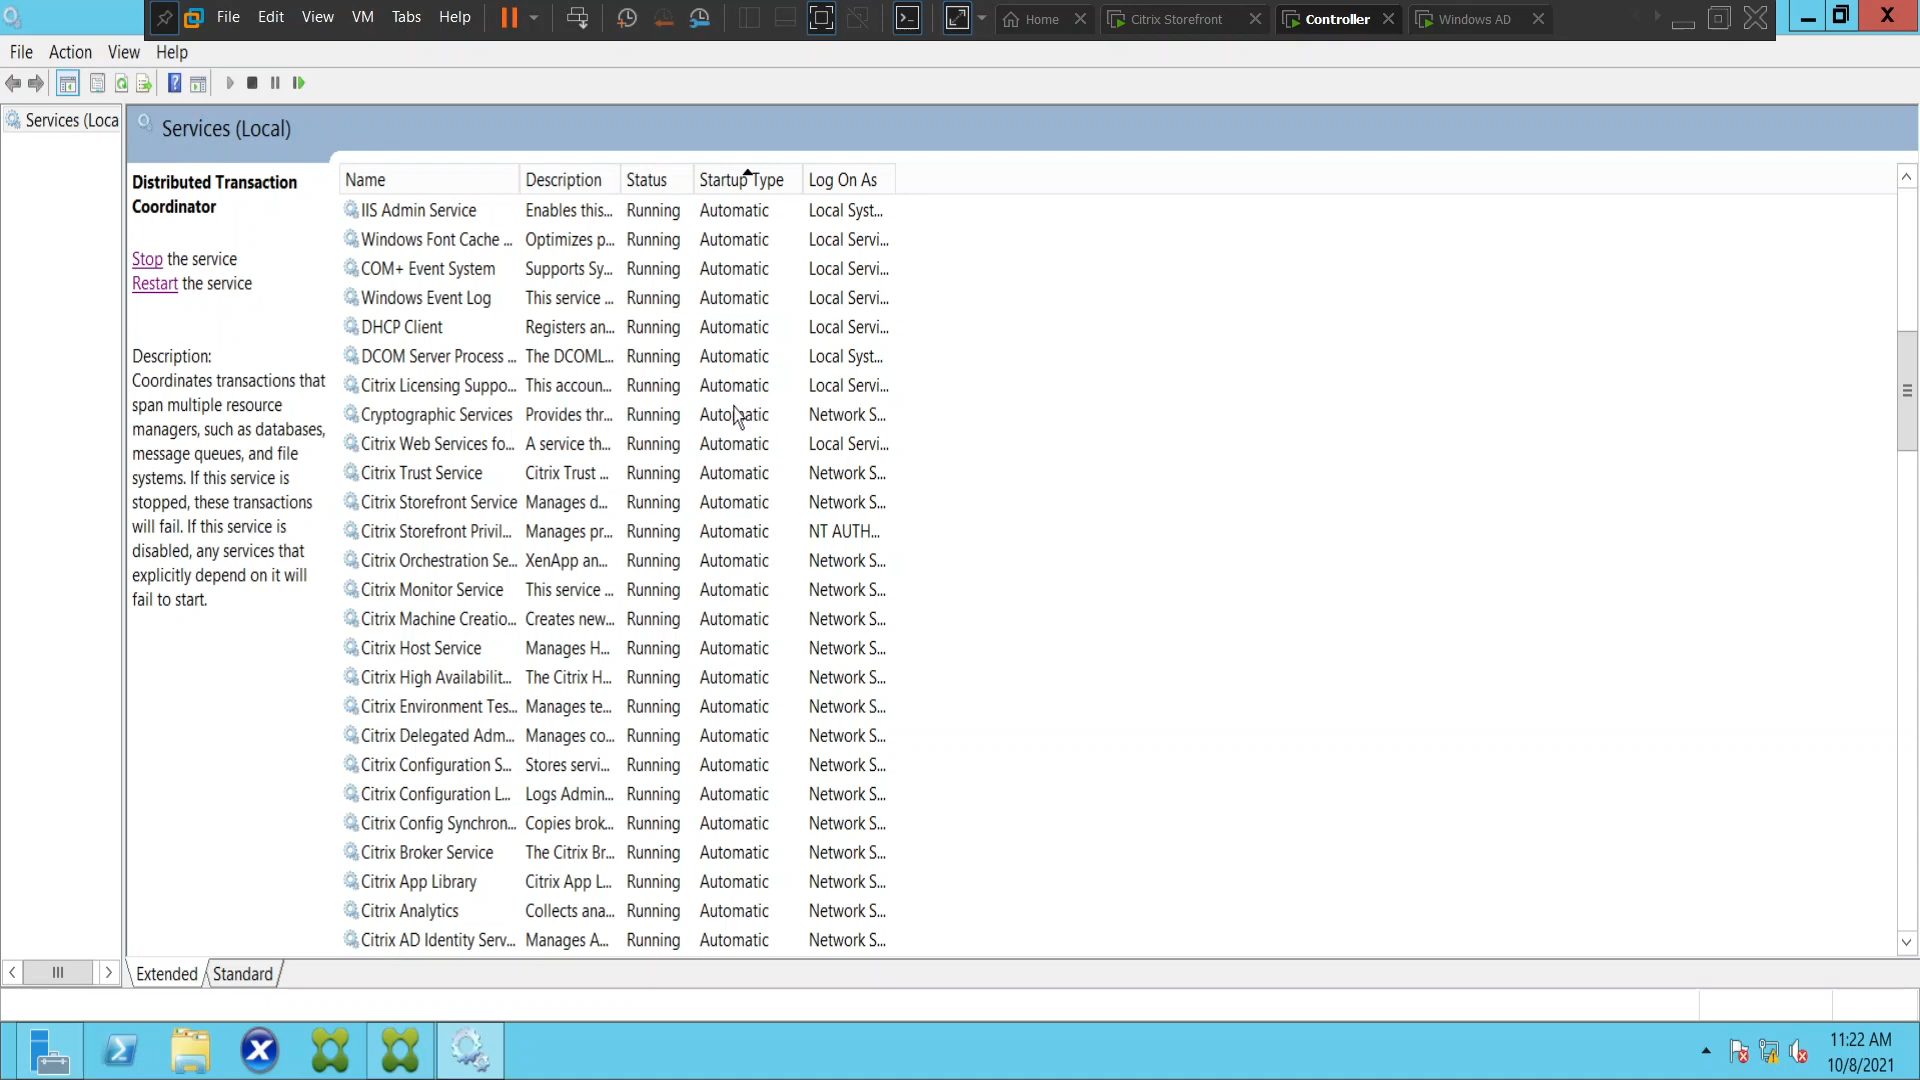 File Edit View VM Tabs Help Home Citrix Storefront Controller Windows AD
File Action View Help
Services (Loca
Services (Local)
Distributed Transaction
Coordinator
Stop the service
Restart the service
Description:
Coordinates transactions that
span multiple resource
managers, such as databases,
message queues, and file
systems. If this service is
stopped, these transactions
will fail. If this service is
disabled, any services that
explicitly depend on it will
fail to start.
Name Description Status Startup Type Log On As
IIS Admin Service Enables this... Running Automatic Local Syst...
Windows Font Cache ... Optimizes p... Running Automatic Local Servi...
COM+ Event System Supports Sy... Running Automatic Local Servi...
Windows Event Log This service ... Running Automatic Local Servi...
DHCP Client Registers an... Running Automatic Local Servi...
DCOM Server Process ... The DCOML... Running Automatic Local Syst...
Citrix Licensing Suppo... This accoun... Running Automatic Local Servi...
Cryptographic Services Provides thr... Running Automatic Network S...
Citrix Web Services fo... A service th... Running Automatic Local Servi...
Citrix Trust Service Citrix Trust ... Running Automatic Network S...
Citrix Storefront Service Manages d... Running Automatic Network S...
Citrix Storefront Privil... Manages pr... Running Automatic NT AUTH...
Citrix Orchestration Se... XenApp an... Running Automatic Network S...
Citrix Monitor Service This service ... Running Automatic Network S...
Citrix Machine Creatio... Creates new... Running Automatic Network S...
Citrix Host Service Manages H... Running Automatic Network S...
Citrix High Availabilit... The Citrix H... Running Automatic Network S...
Citrix Environment Tes... Manages te... Running Automatic Network S...
Citrix Delegated Adm... Manages co... Running Automatic Network S...
Citrix Configuration S... Stores servi... Running Automatic Network S...
Citrix Configuration L... Logs Admin... Running Automatic Network S...
Citrix Config Synchron... Copies brok... Running Automatic Network S...
Citrix Broker Service The Citrix Br... Running Automatic Network S...
Citrix App Library Citrix App L... Running Automatic Network S...
Citrix Analytics Collects ana... Running Automatic Network S...
Citrix AD Identity Serv... Manages A... Running Automatic Network S...
Extended Standard
11:22 AM
10/8/2021